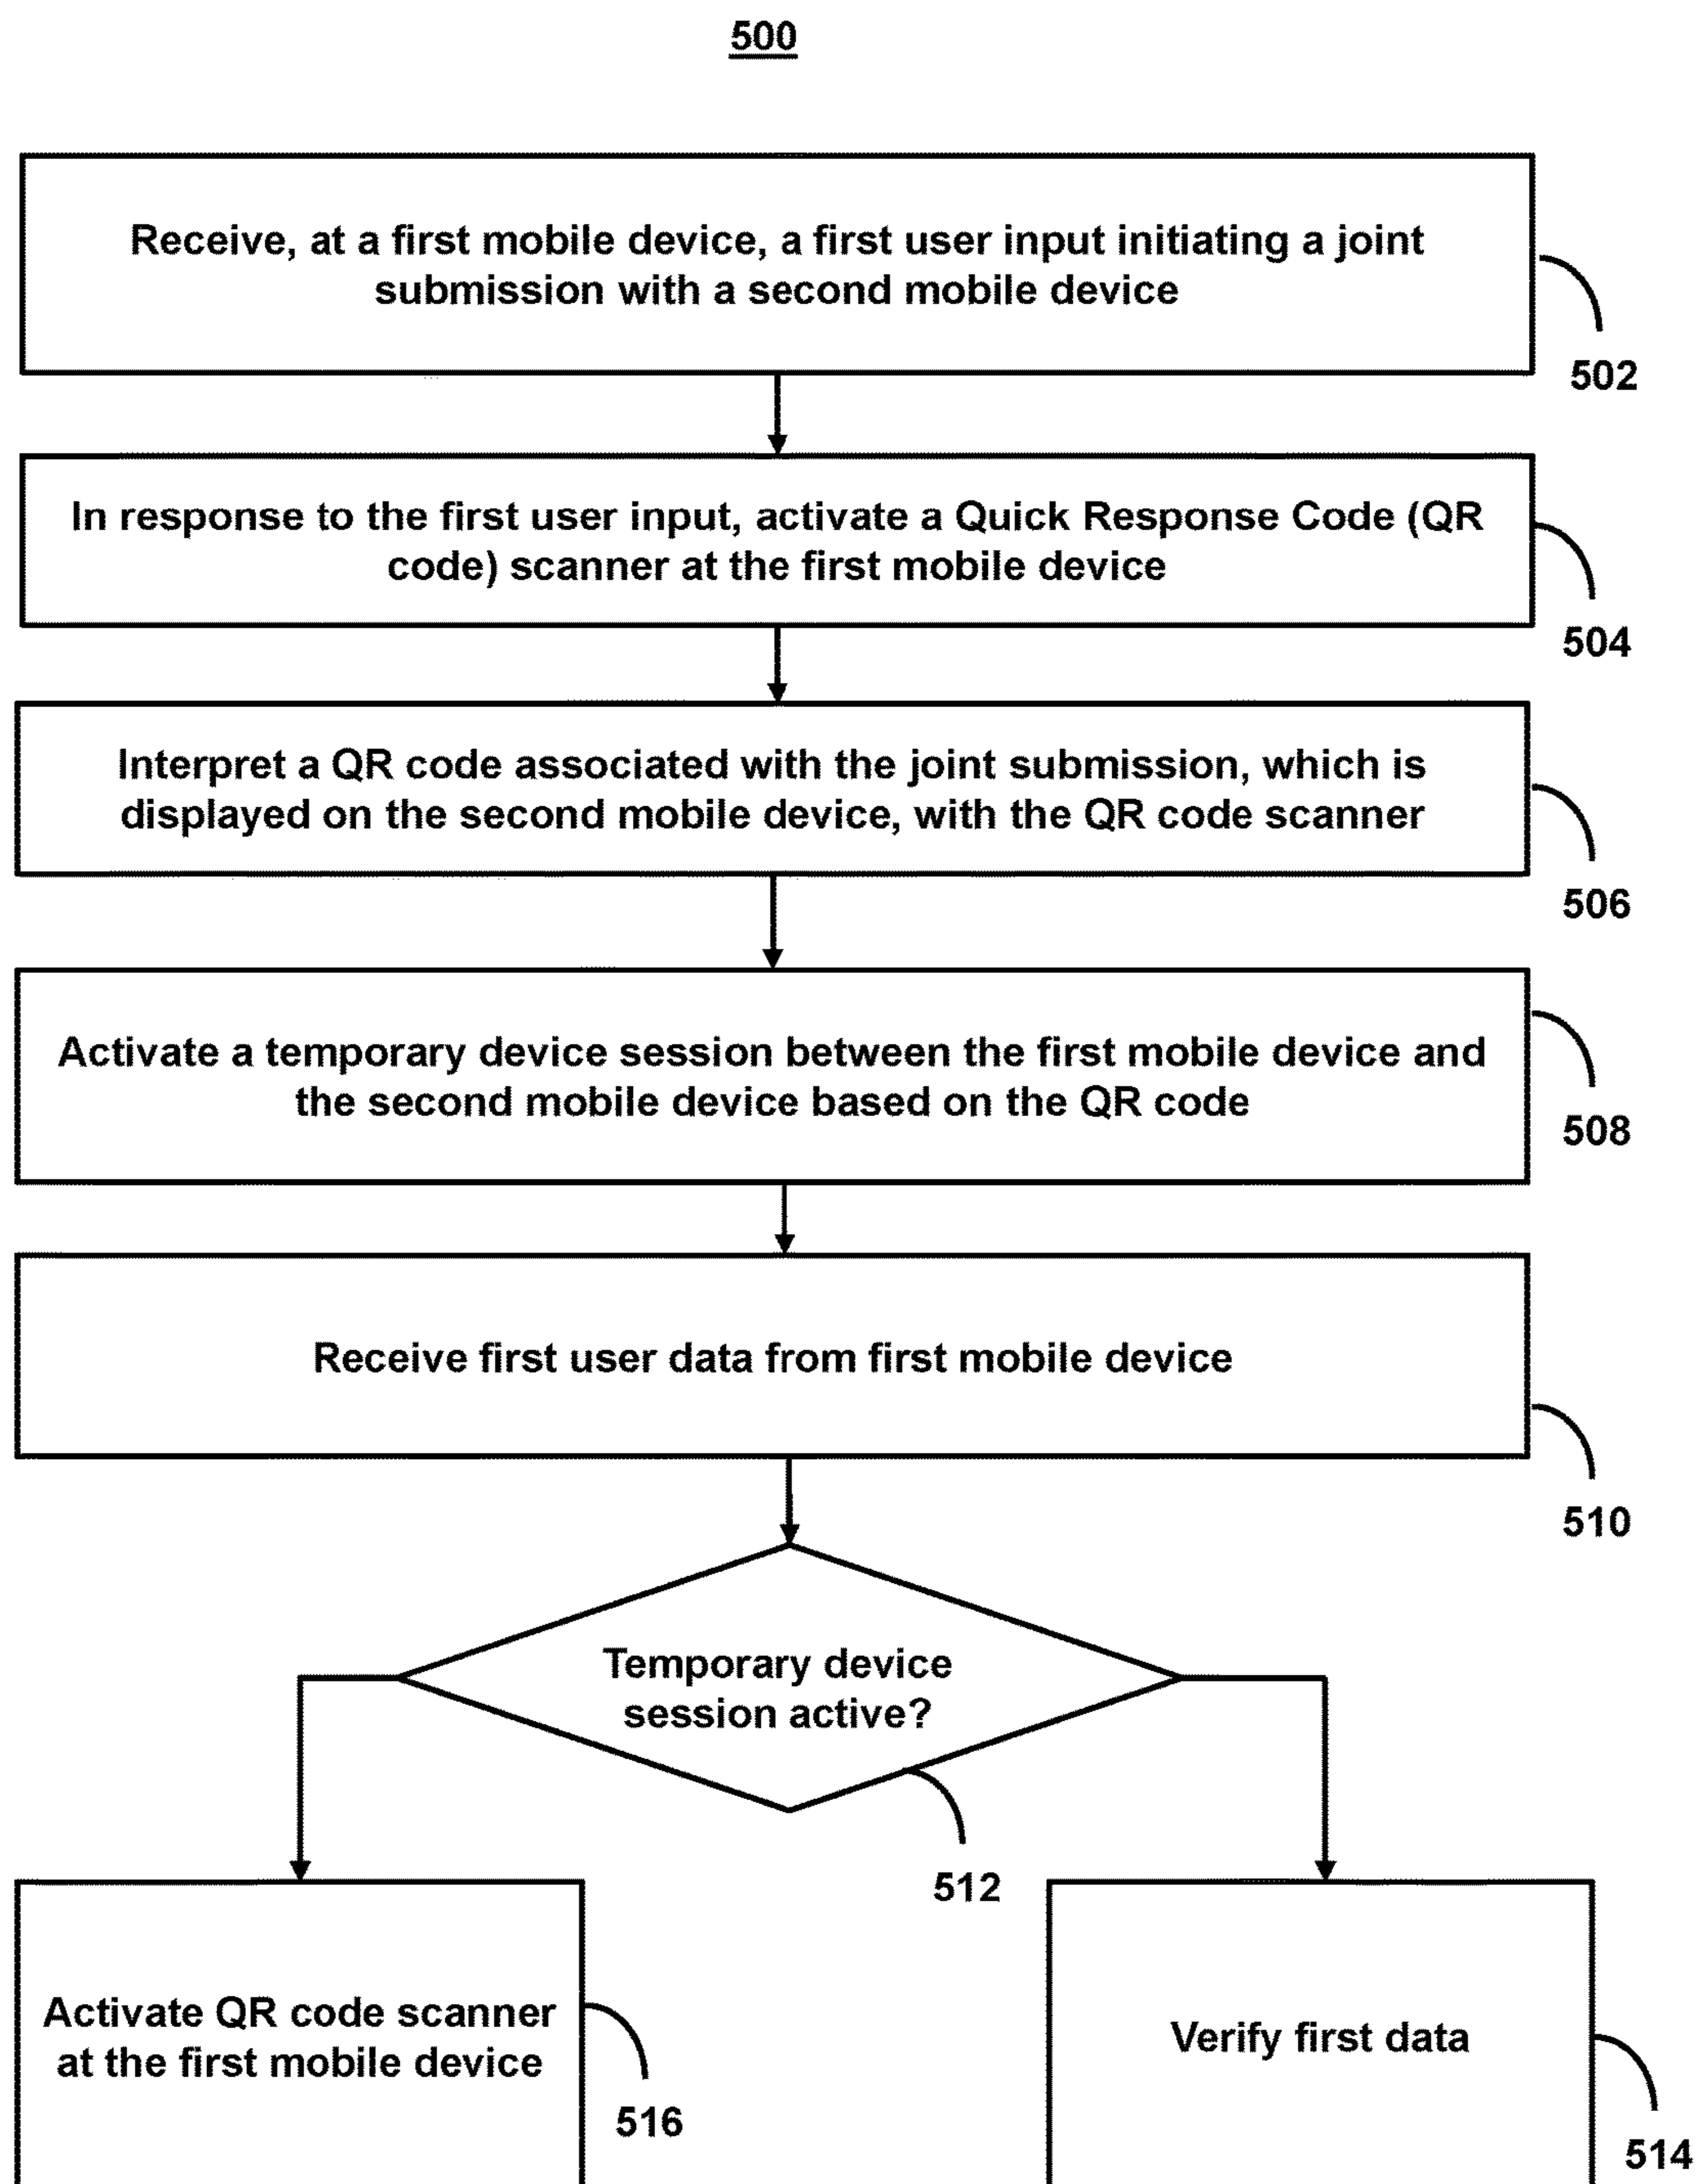 500
Receive, at a first mobile device, a first user input initiating a joint
submission with a second mobile device
502
In response to the first user input, activate a Quick Response Code (QR
code) scanner at the first mobile device
504
Interpret a QR code associated with the joint submission, which is
displayed on the second mobile device, with the QR code scanner
506
Activate a temporary device session between the first mobile device and
the second mobile device based on the QR code
508
Receive first user data from first mobile device
510
Temporary device
session active?
512
Activate QR code scanner
at the first mobile device
516
Verify first data
514